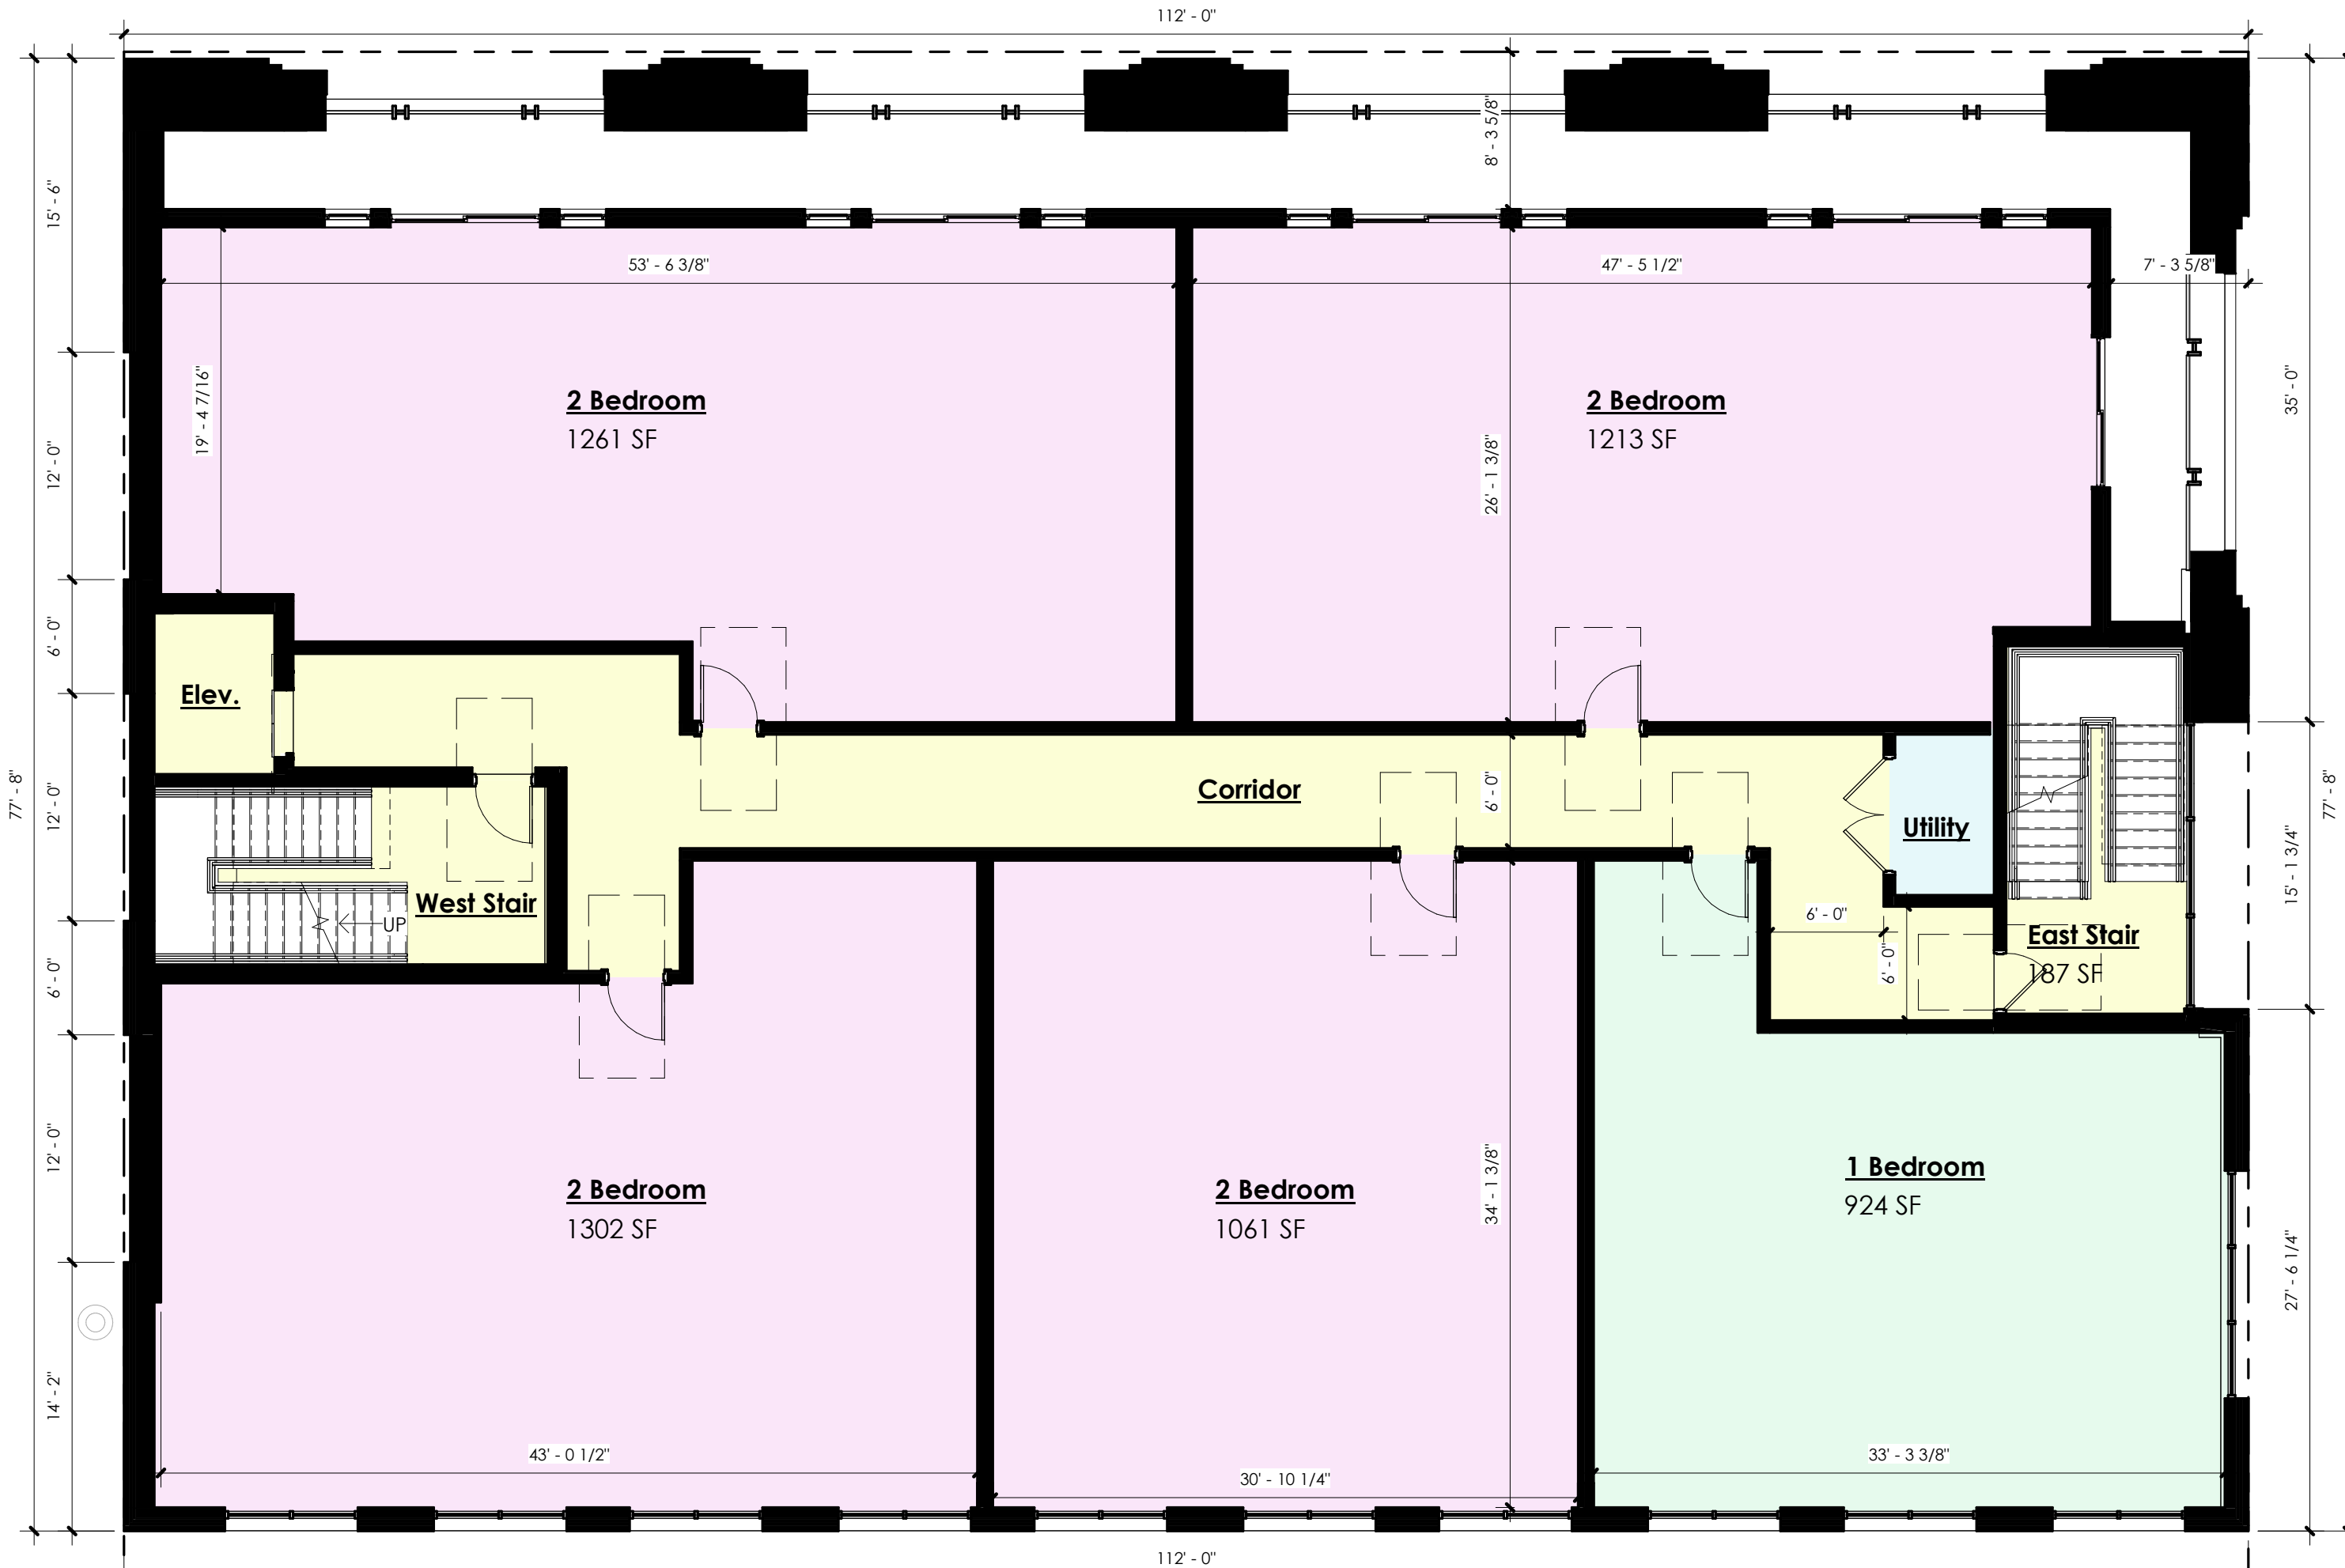 112' - 0"
8' - 3 5/8"
15' - 6"
53' - 6 3/8"
47' - 5 1/2"
7' - 3 5/8"
19' - 4 7/16"
2 Bedroom
1261 SF
2 Bedroom
1213 SF
35' - 0"
12' - 0"
26' - 1 3/8"
6' - 0"
Elev.
77' - 8"
12' - 0"
Corridor
6' - 0"
Utility
77' - 8"
15' - 1 3/4"
West Stair
UP
6' - 0"
6' - 0"
East Stair
187 SF
6' - 0"
12' - 0"
2 Bedroom
1302 SF
2 Bedroom
1061 SF
34' - 1 3/8"
1 Bedroom
924 SF
27' - 6 1/4"
14' - 2"
43' - 0 1/2"
30' - 10 1/4"
33' - 3 3/8"
112' - 0"